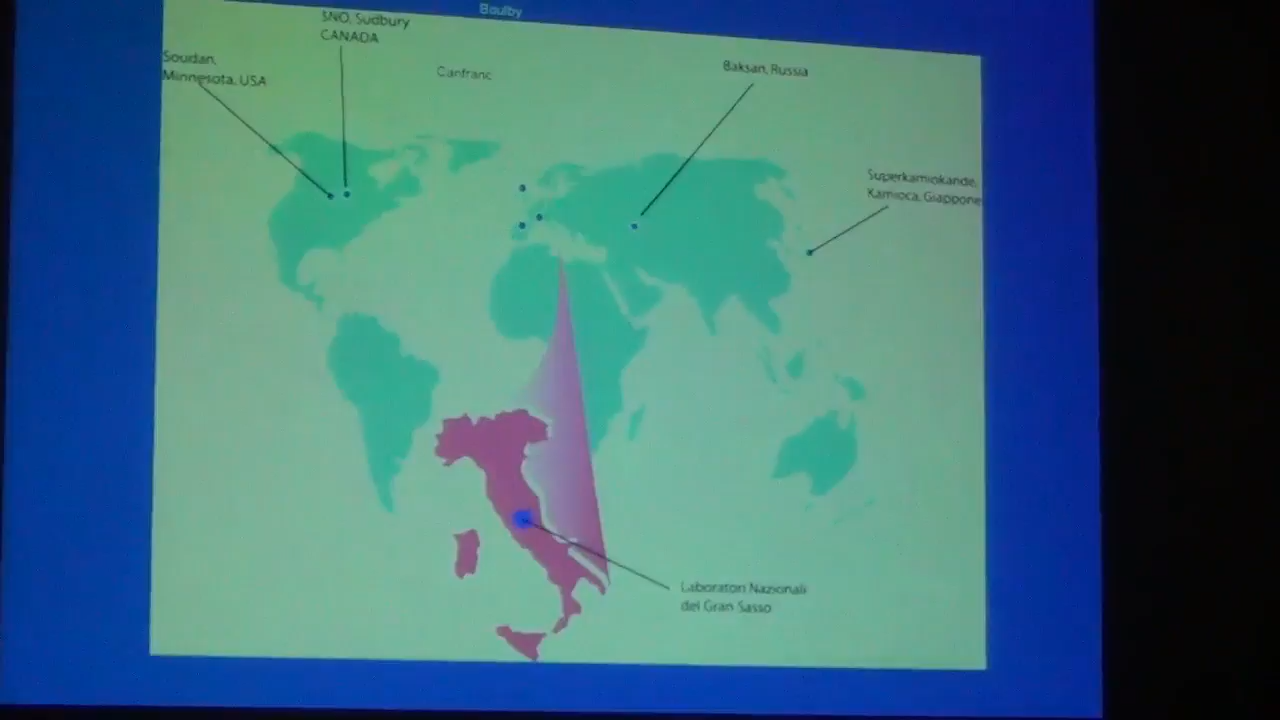 Boulby
SNO, Sudbury
CANADA
Soudan,
Minnesota, USA
Canfranc
Baksan, Russia
Superkamiokande,
Kamioca, Giappone
Laboratori Nazionali
del Gran Sasso